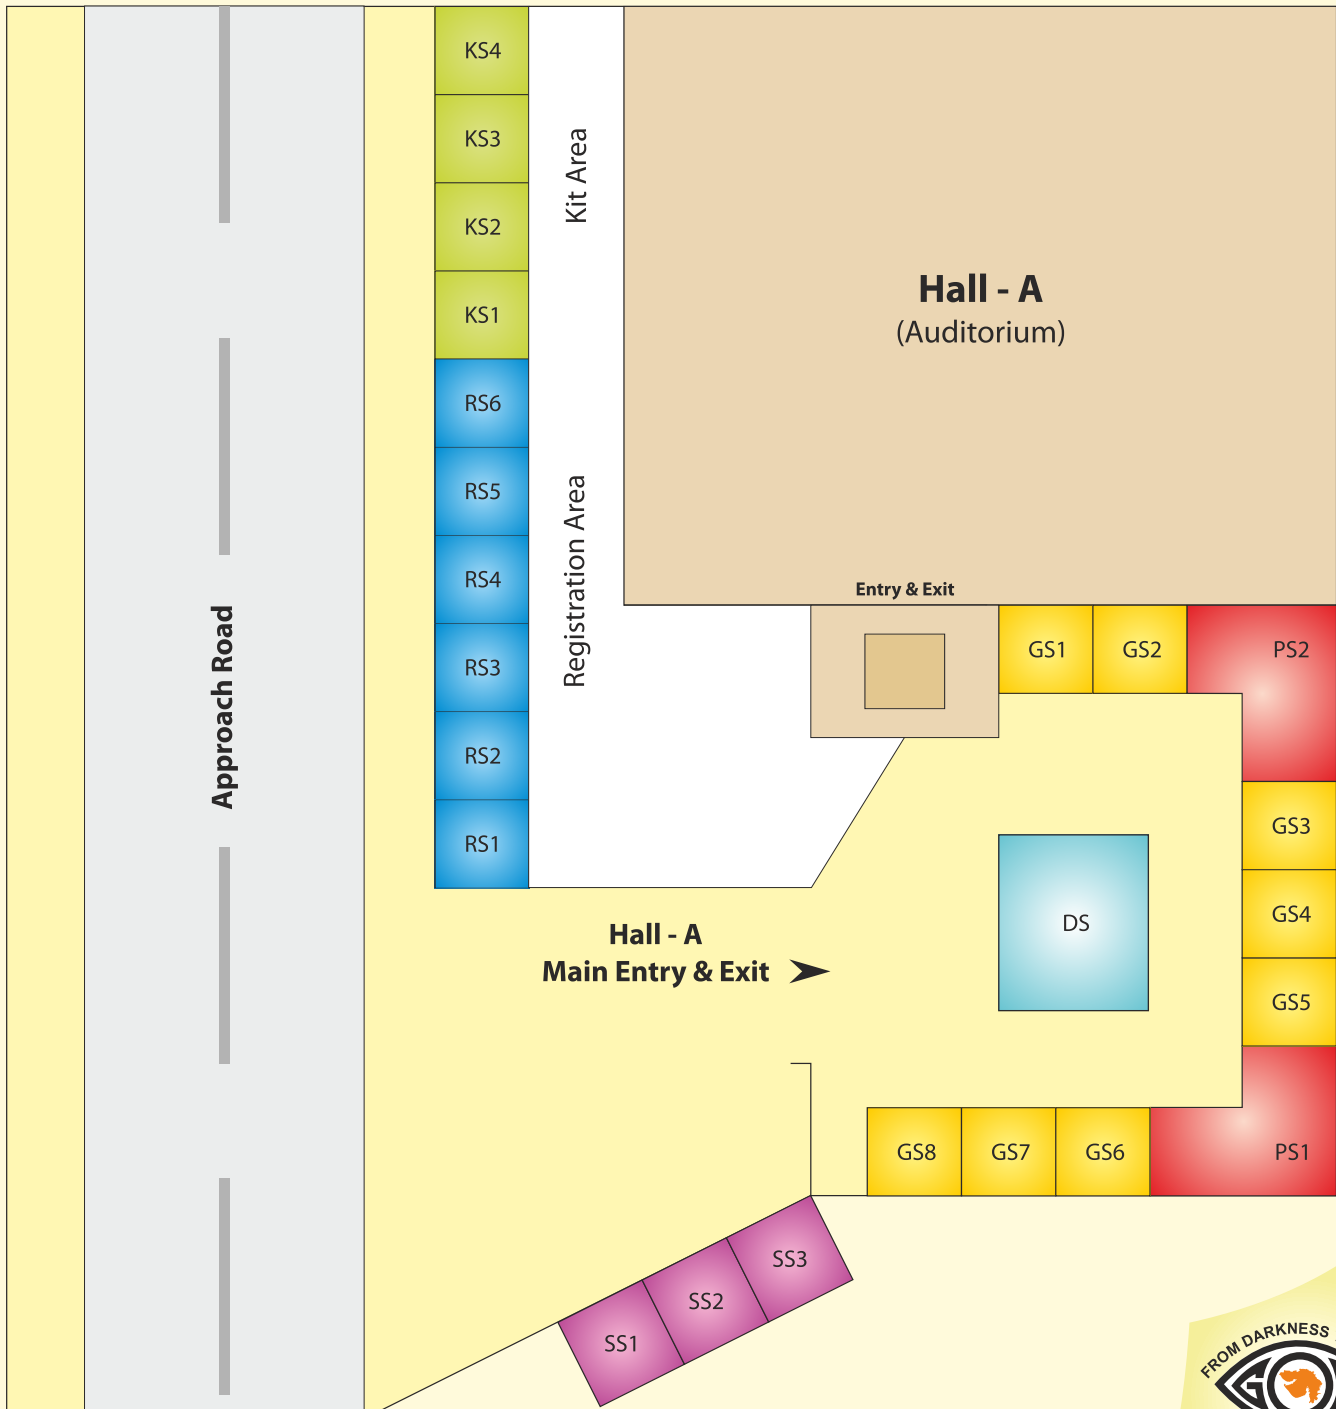 KS4
KS3
KS2
KS1
RS6
RS5
RS4
RS3
RS2
RS1
Kit Area
Registration Area
Approach Road
Hall - A
(Auditorium)
Entry & Exit
GS1
GS2
PS2
GS3
GS4
GS5
DS
Hall - A
Main Entry & Exit
GS8
GS7
GS6
PS1
SS3
SS2
SS1
FROM DARKNESS